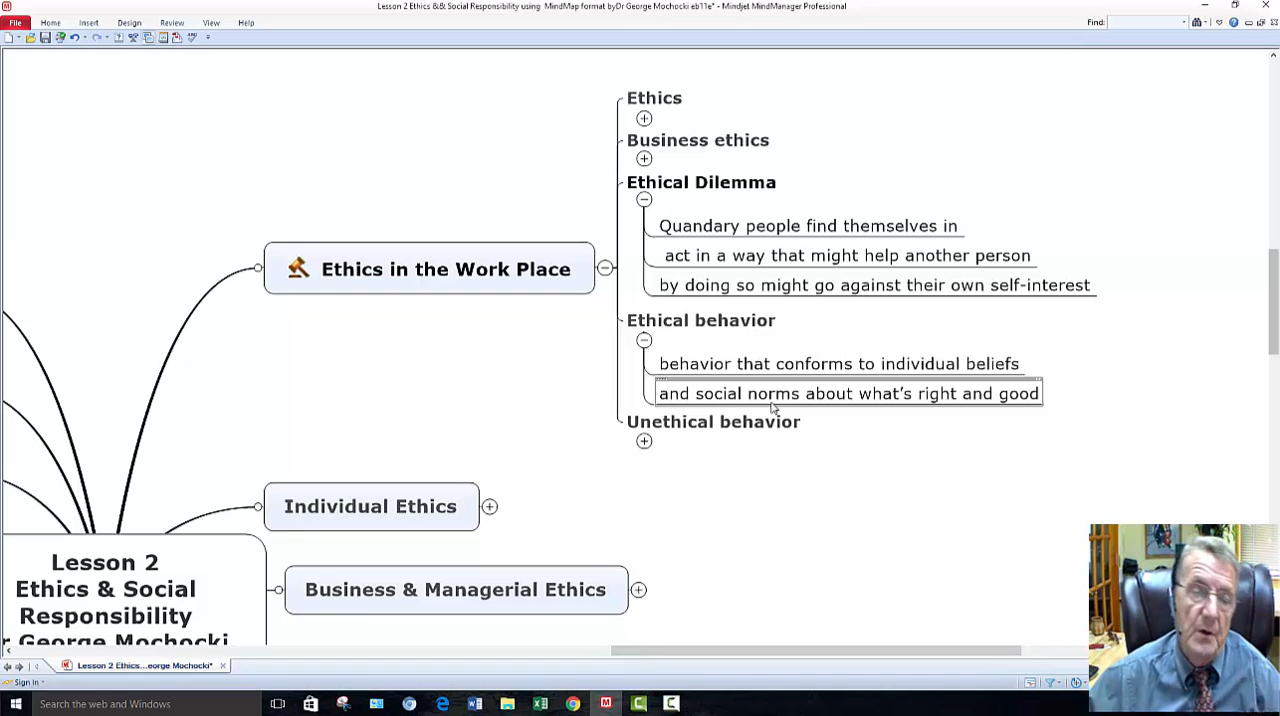 Lesson 2 Ethics && Social Responsibility using MindMap format byDr George Mochocki eb11e* - Mindjet MindManager Professional
File Home Insert Design Review View Help Find:
Ethics
Business ethics
Ethical Dilemma
Quandary people find themselves in
act in a way that might help another person
by doing so might go against their own self-interest
Ethics in the Work Place
Ethical behavior
behavior that conforms to individual beliefs
and social norms about what's right and good
Unethical behavior
Individual Ethics
Business & Managerial Ethics
Lesson 2
Ethics & Social
Responsibility
r George Mochocki
Lesson 2 Ethics...eorge Mochocki*
Sign In
Search the web and Windows